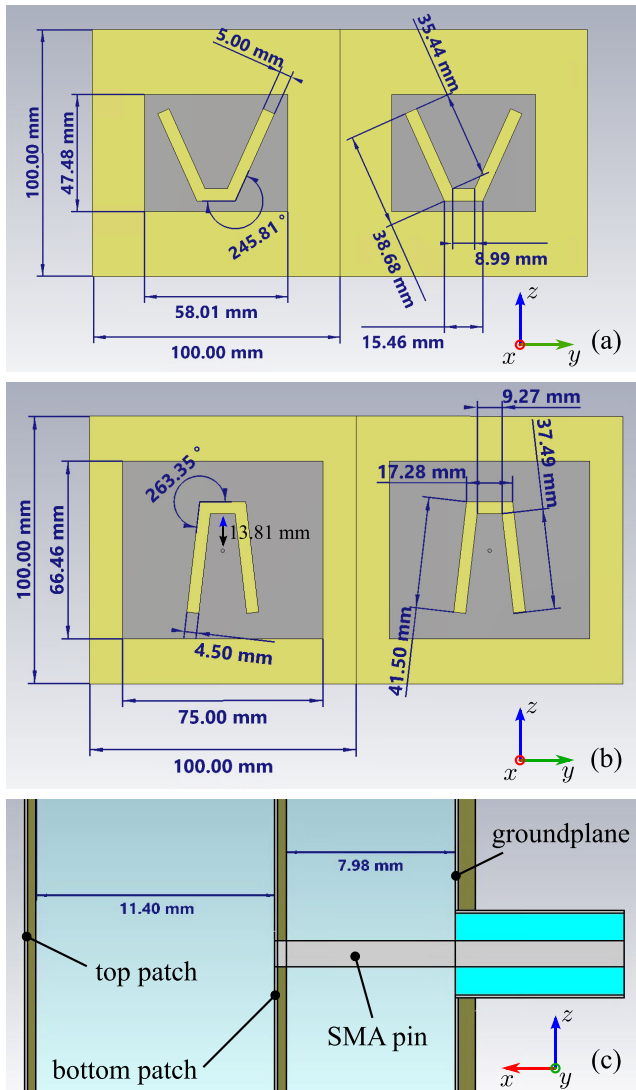 5.00 mm
35.44
100.00 mm
47.48 mm
245.81°
38.68 mm
8.99 mm
58.01 mm
15.46 mm
100.00 mm
z
x
y
(a)
9.27 mm
263.35°
17.28 mm
37.49 mm
13.81 mm
100.00 mm
66.46 mm
4.50 mm
41.50 mm
75.00 mm
100.00 mm
z
x
y
(b)
groundplane
7.98 mm
11.40 mm
top patch
SMA pin
bottom patch
z
x
y
(c)